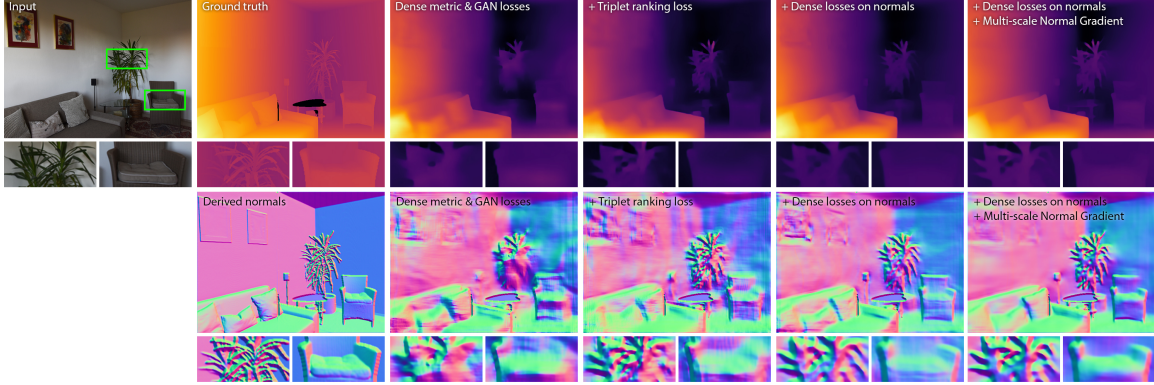 Input
Ground truth
Dense metric & GAN losses
+ Triplet ranking loss
+ Dense losses on normals
+ Dense losses on normals
+ Multi-scale Normal Gradient
Derived normals
Dense metric & GAN losses
+ Triplet ranking loss
+ Dense losses on normals
+ Dense losses on normals
+ Multi-scale Normal Gradient